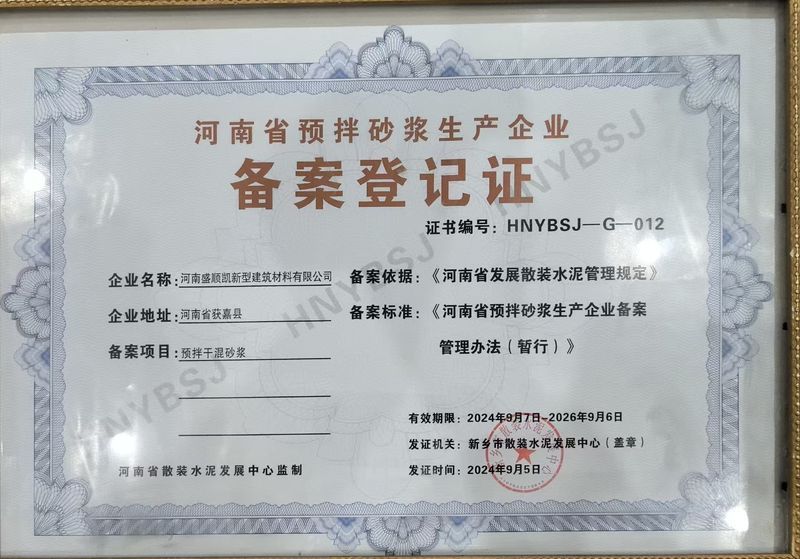 河南省预拌砂浆生产企业
备案登记证
证书编号：HNYBSJ—G—012
企业名称：河南盛顺凯新型建筑材料有限公司
企业地址：河南省获嘉县
备案项目：预拌干混砂浆
备案依据：《河南省发展散装水泥管理规定》
备案标准：《河南省预拌砂浆生产企业备案
管理办法（暂行）》
有效期限：2024年9月7日-2026年9月6日
发证机关：新乡市散装水泥发展中心（盖章）
发证时间：2024年9月5日
河南省散装水泥发展中心监制
HNYBSJ
HNYBSJ
HNYBSJ
HNYBSJ